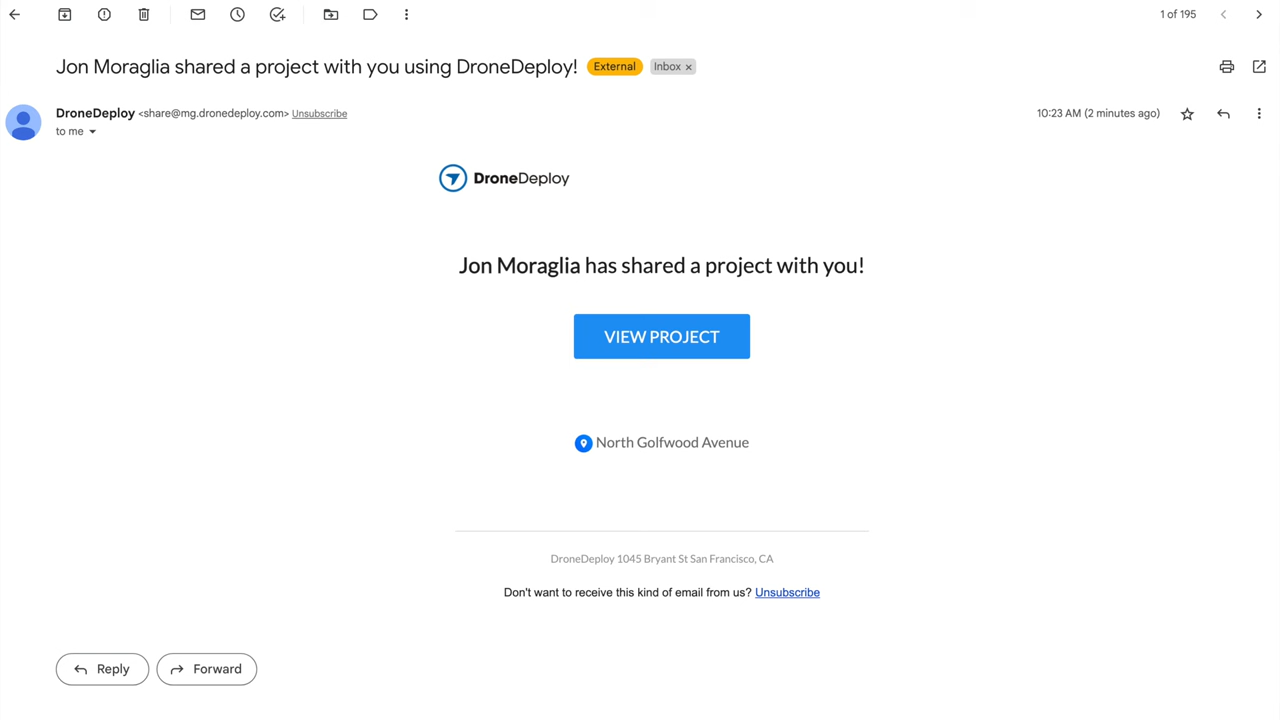 1 of 195
Jon Moraglia shared a project with you using DroneDeploy! External Inbox ×
DroneDeploy <share@mg.dronedeploy.com> Unsubscribe 10:23 AM (2 minutes ago)
to me
DroneDeploy
Jon Moraglia has shared a project with you!
VIEW PROJECT
North Golfwood Avenue
DroneDeploy 1045 Bryant St San Francisco, CA
Don't want to receive this kind of email from us? Unsubscribe
Reply Forward